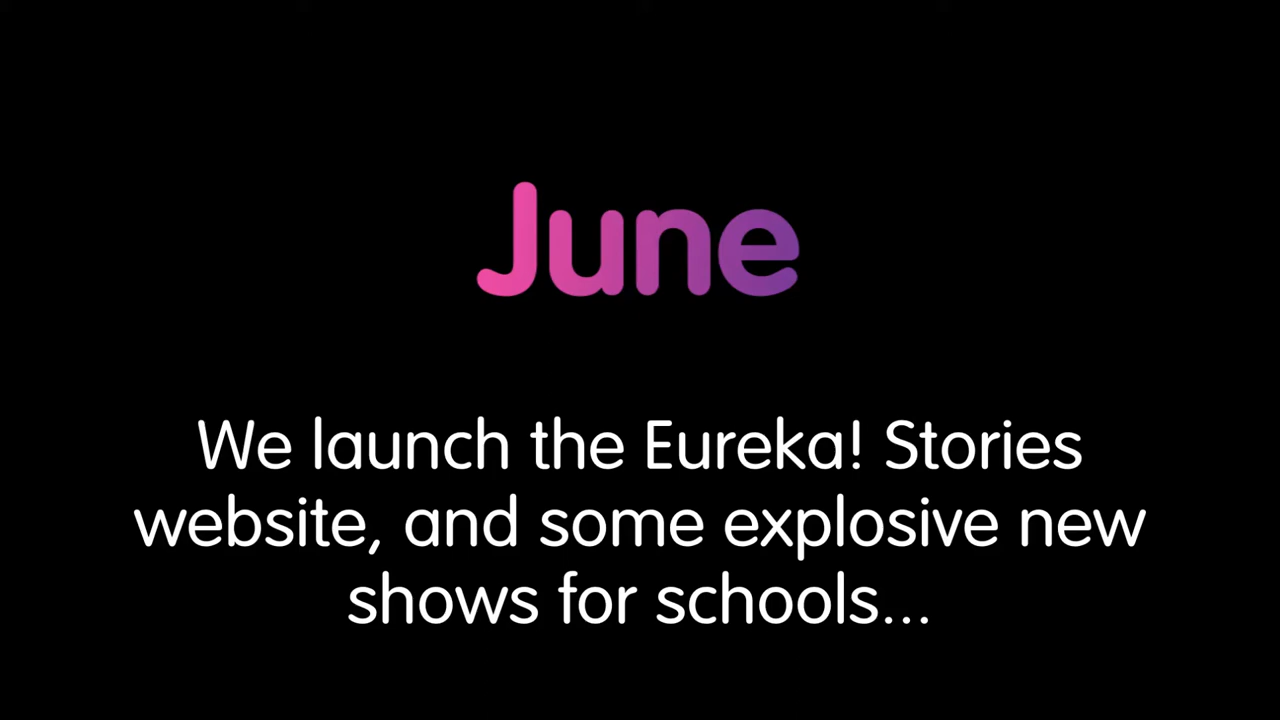 June
We launch the Eureka! Stories
website, and some explosive new
shows for schools...